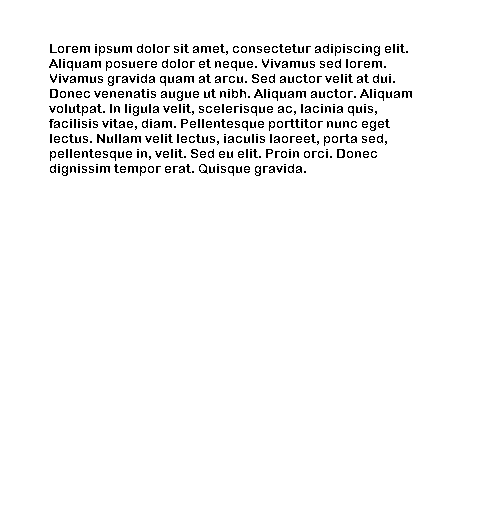 Lorem ipsum dolor sit amet, consectetur adipiscing elit.
Aliquam posuere dolor et neque. Vivamus sed lorem.
Vivamus gravida quam at arcu. Sed auctor velit at dui.
Donec venenatis augue ut nibh. Aliquam auctor. Aliquam
volutpat. In ligula velit, scelerisque ac, lacinia quis,
facilisis vitae, diam. Pellentesque porttitor nunc eget
lectus. Nullam velit lectus, iaculis laoreet, porta sed,
pellentesque in, velit. Sed eu elit. Proin orci. Donec
dignissim tempor erat. Quisque gravida.